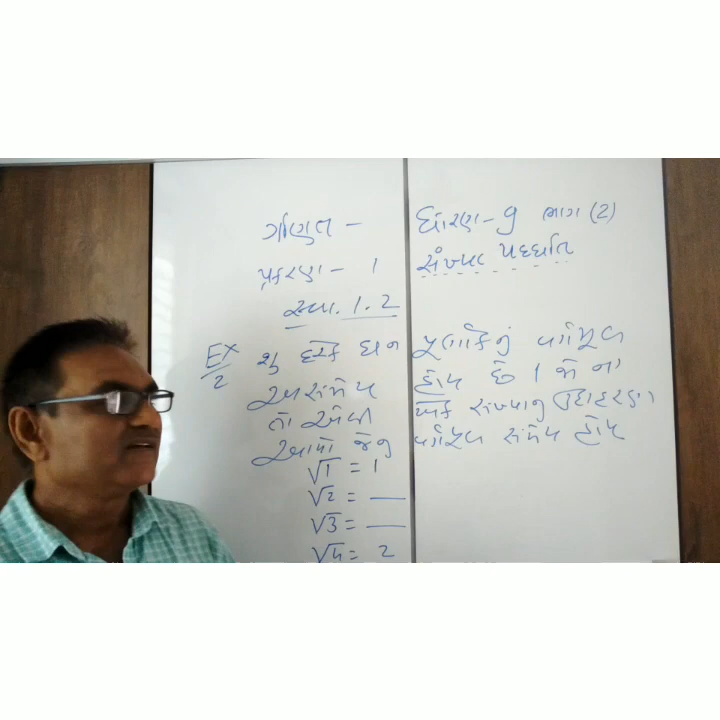 ગણિત - ધોરણ - 9 ભાગ (2)
પ્રકરણ - 1 સંખ્યા પદ્ધતિ
સ્વા. 1.2
EX/2 શું દરેક ધન પૂર્ણાંકનું વર્ગમૂળ
અસંમેય હોય છે ? જો ના
તો એવી એક સંખ્યાનું ઉદાહરણ
આપો જેનું વર્ગમૂળ સંમેય હોય
√1 = 1
√2 = —
√3 = —
√4 = 2